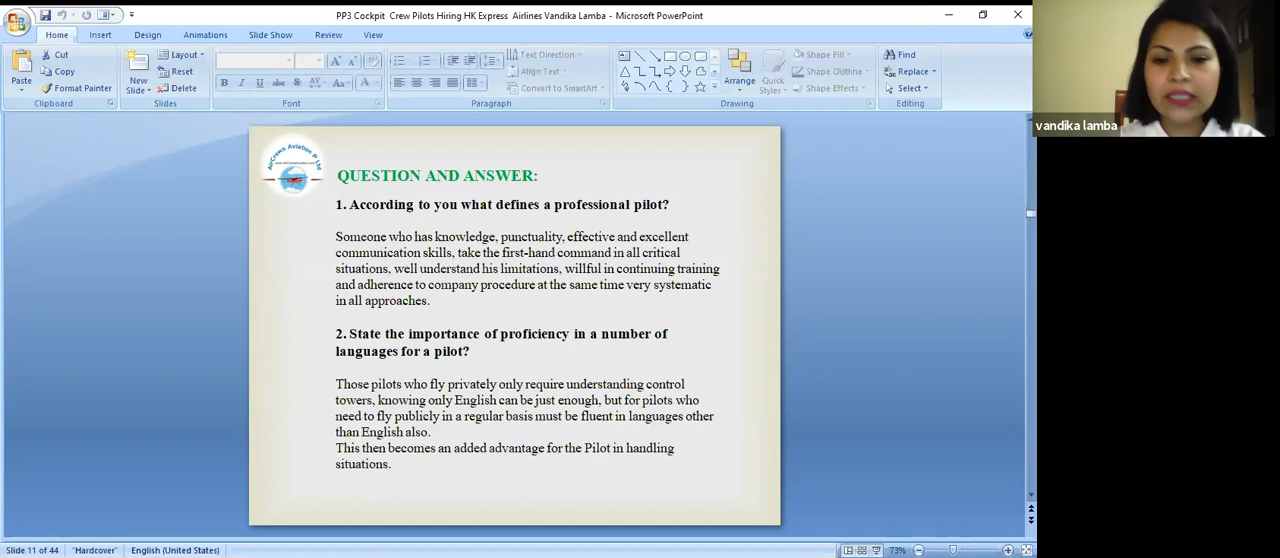 PP3 Cockpit Crew Pilots Hiring HK Express Airlines Vandika Lamba - Microsoft PowerPoint
Home Insert Design Animations Slide Show Review View
Paste
Cut
Copy
Format Painter
Clipboard
New
Slide
Layout
Reset
Delete
Slides
Font
Text Direction
Align Text
Convert to SmartArt
Paragraph
Arrange
Quick
Styles
Shape Fill
Shape Outline
Shape Effects
Drawing
Find
Replace
Select
Editing
vandika lamba
AirCrews Aviation P Ltd
www.AirCrewsAviation.com
QUESTION AND ANSWER:
1. According to you what defines a professional pilot?
Someone who has knowledge, punctuality, effective and excellent
communication skills, take the first-hand command in all critical
situations, well understand his limitations, willful in continuing training
and adherence to company procedure at the same time very systematic
in all approaches.
2. State the importance of proficiency in a number of
languages for a pilot?
Those pilots who fly privately only require understanding control
towers, knowing only English can be just enough, but for pilots who
need to fly publicly in a regular basis must be fluent in languages other
than English also.
This then becomes an added advantage for the Pilot in handling
situations.
Slide 11 of 44 "Hardcover" English (United States) 73%